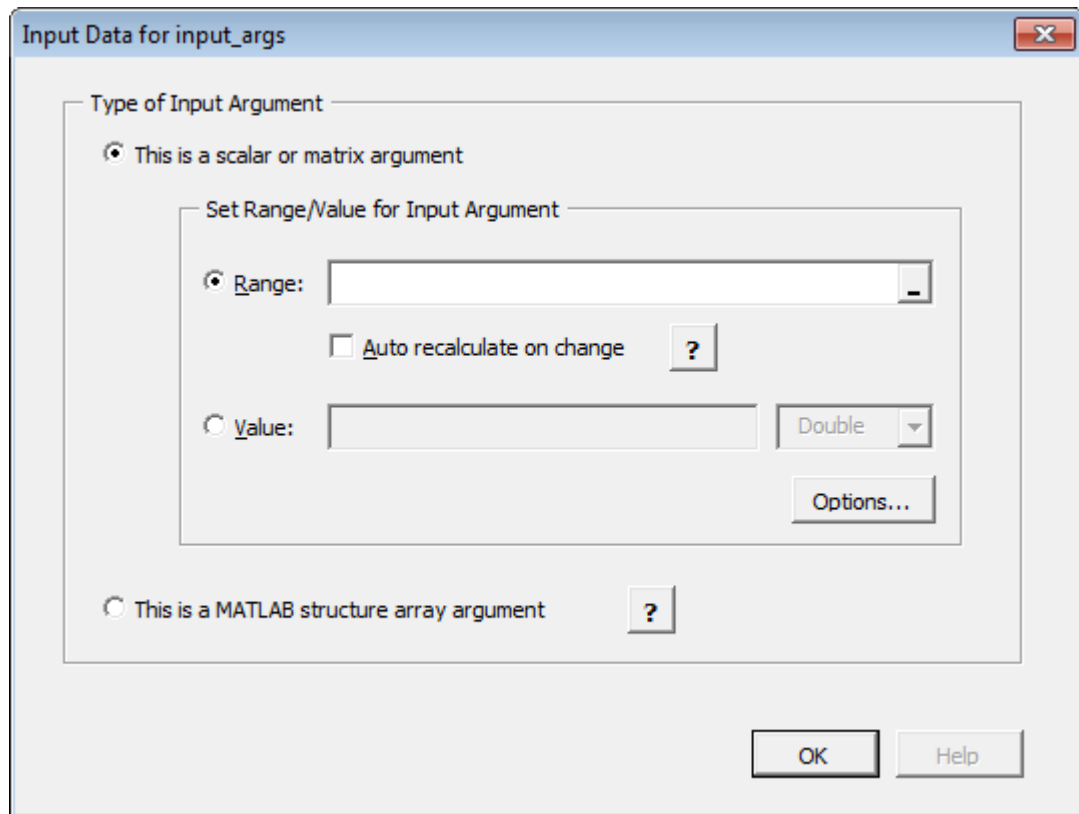 Input Data for input_args
Type of Input Argument
This is a scalar or matrix argument
Set Range/Value for Input Argument
Range: _
Auto recalculate on change ?
Value: Double
Options...
This is a MATLAB structure array argument ?
OK Help